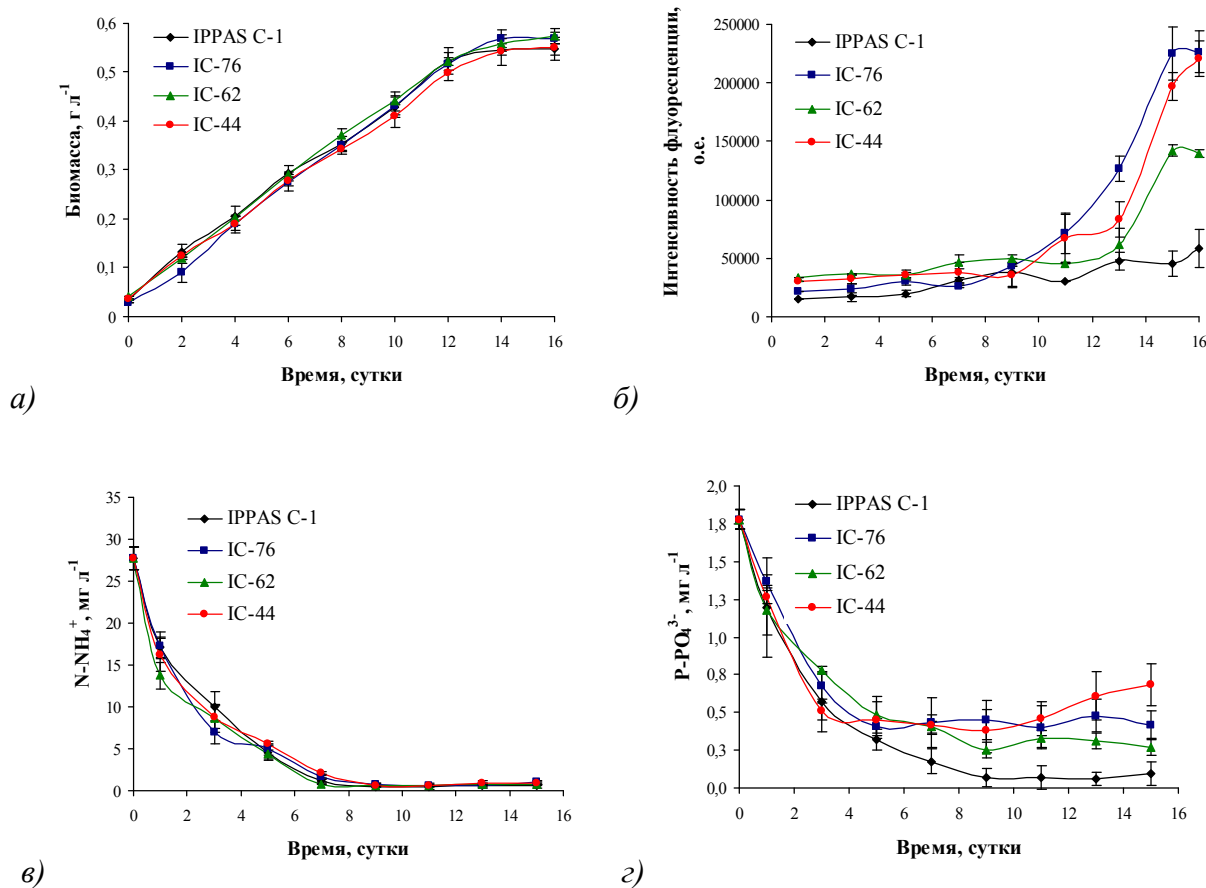 IPPAS C-1
IC-76
IC-62
IC-44
Биомасса, г л⁻¹
0,6
0,5
0,4
0,3
0,2
0,1
0
0 2 4 6 8 10 12 14 16
Время, сутки
а)
IPPAS C-1
IC-76
IC-62
IC-44
Интенсивность флуоресценции,
о.е.
250000
200000
150000
100000
50000
0
0 2 4 6 8 10 12 14 16
Время, сутки
б)
IPPAS C-1
IC-76
IC-62
IC-44
N-NH₄⁺, мг л⁻¹
35
30
25
20
15
10
5
0
0 2 4 6 8 10 12 14 16
Время, сутки
в)
IPPAS C-1
IC-76
IC-62
IC-44
P-PO₄³⁻, мг л⁻¹
2,0
1,8
1,5
1,3
1,0
0,8
0,5
0,3
0,0
0 2 4 6 8 10 12 14 16
Время, сутки
г)